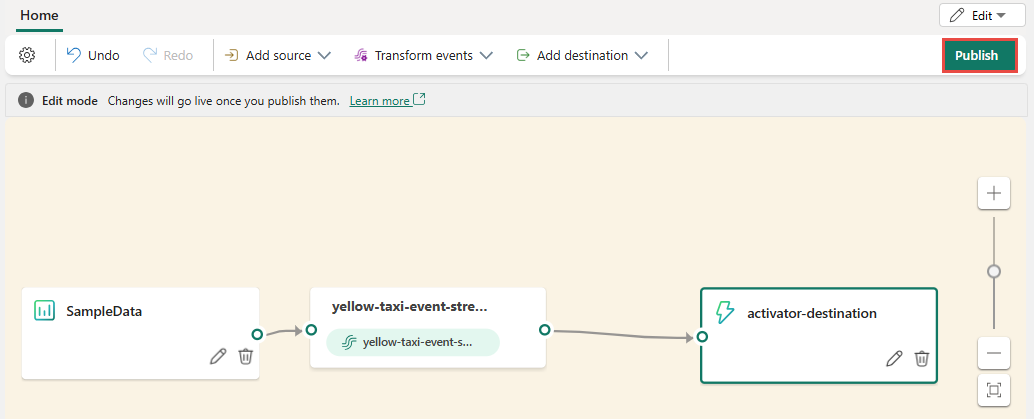 Home
Edit
Undo
Redo
Add source
Transform events
Add destination
Publish
Edit mode Changes will go live once you publish them. Learn more
SampleData
yellow-taxi-event-stre...
yellow-taxi-event-s...
activator-destination